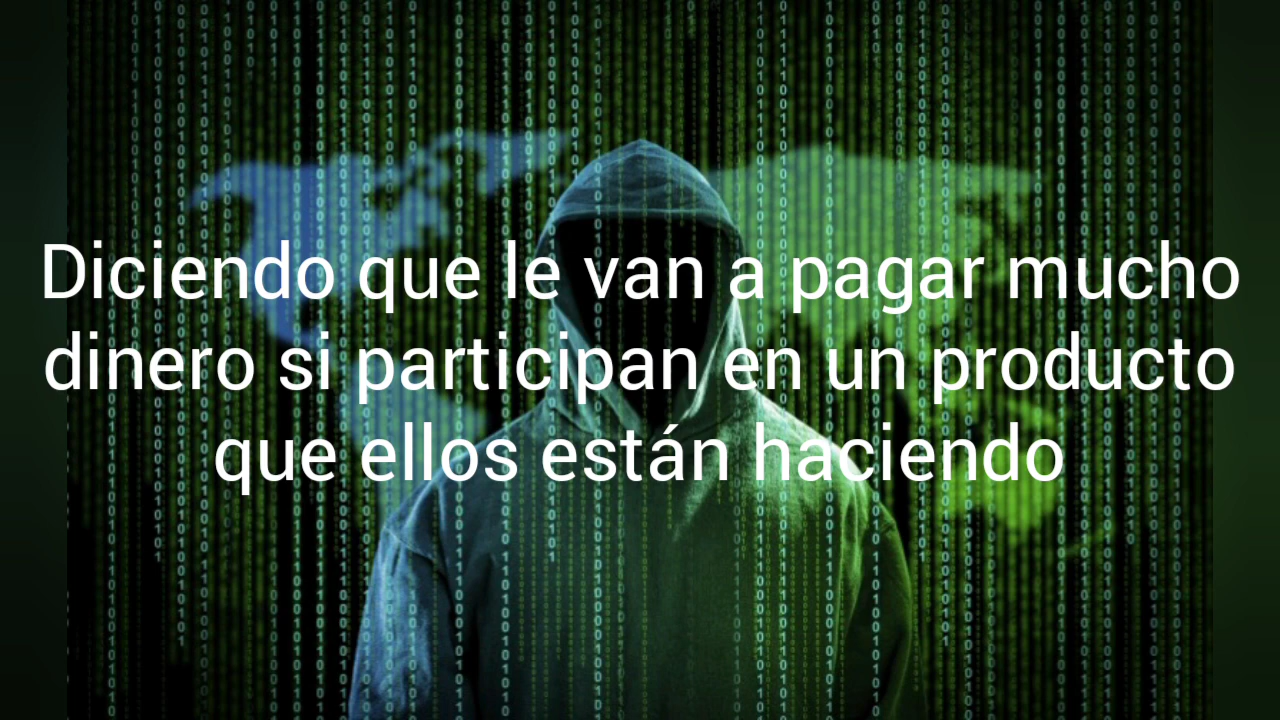 Diciendo que le van a pagar mucho
dinero si participan en un producto
que ellos están haciendo